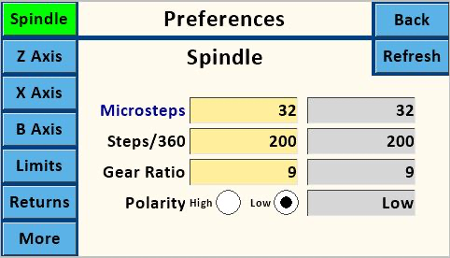 Spindle Preferences Back
Z Axis Spindle Refresh
X Axis
Microsteps 32 32
B Axis
Steps/360 200 200
Limits
Gear Ratio 9 9
Returns
Polarity High Low Low
More